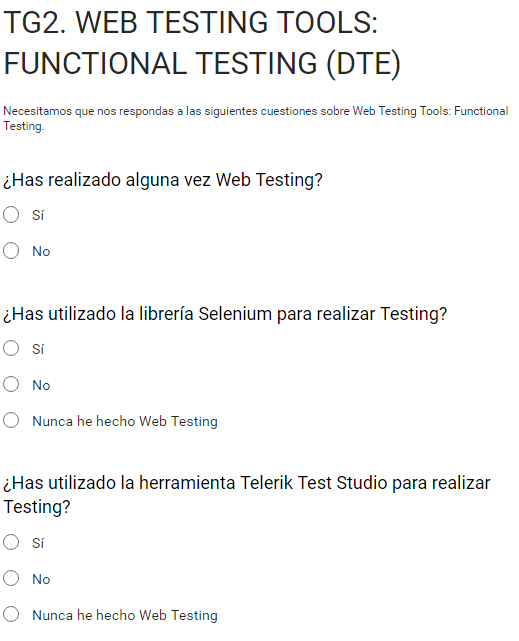 TG2. WEB TESTING TOOLS:
FUNCTIONAL TESTING (DTE)
Necesitamos que nos respondas a las siguientes cuestiones sobre Web Testing Tools: Functional
Testing.
¿Has realizado alguna vez Web Testing?
Sí
No
¿Has utilizado la librería Selenium para realizar Testing?
Sí
No
Nunca he hecho Web Testing
¿Has utilizado la herramienta Telerik Test Studio para realizar
Testing?
Sí
No
Nunca he hecho Web Testing